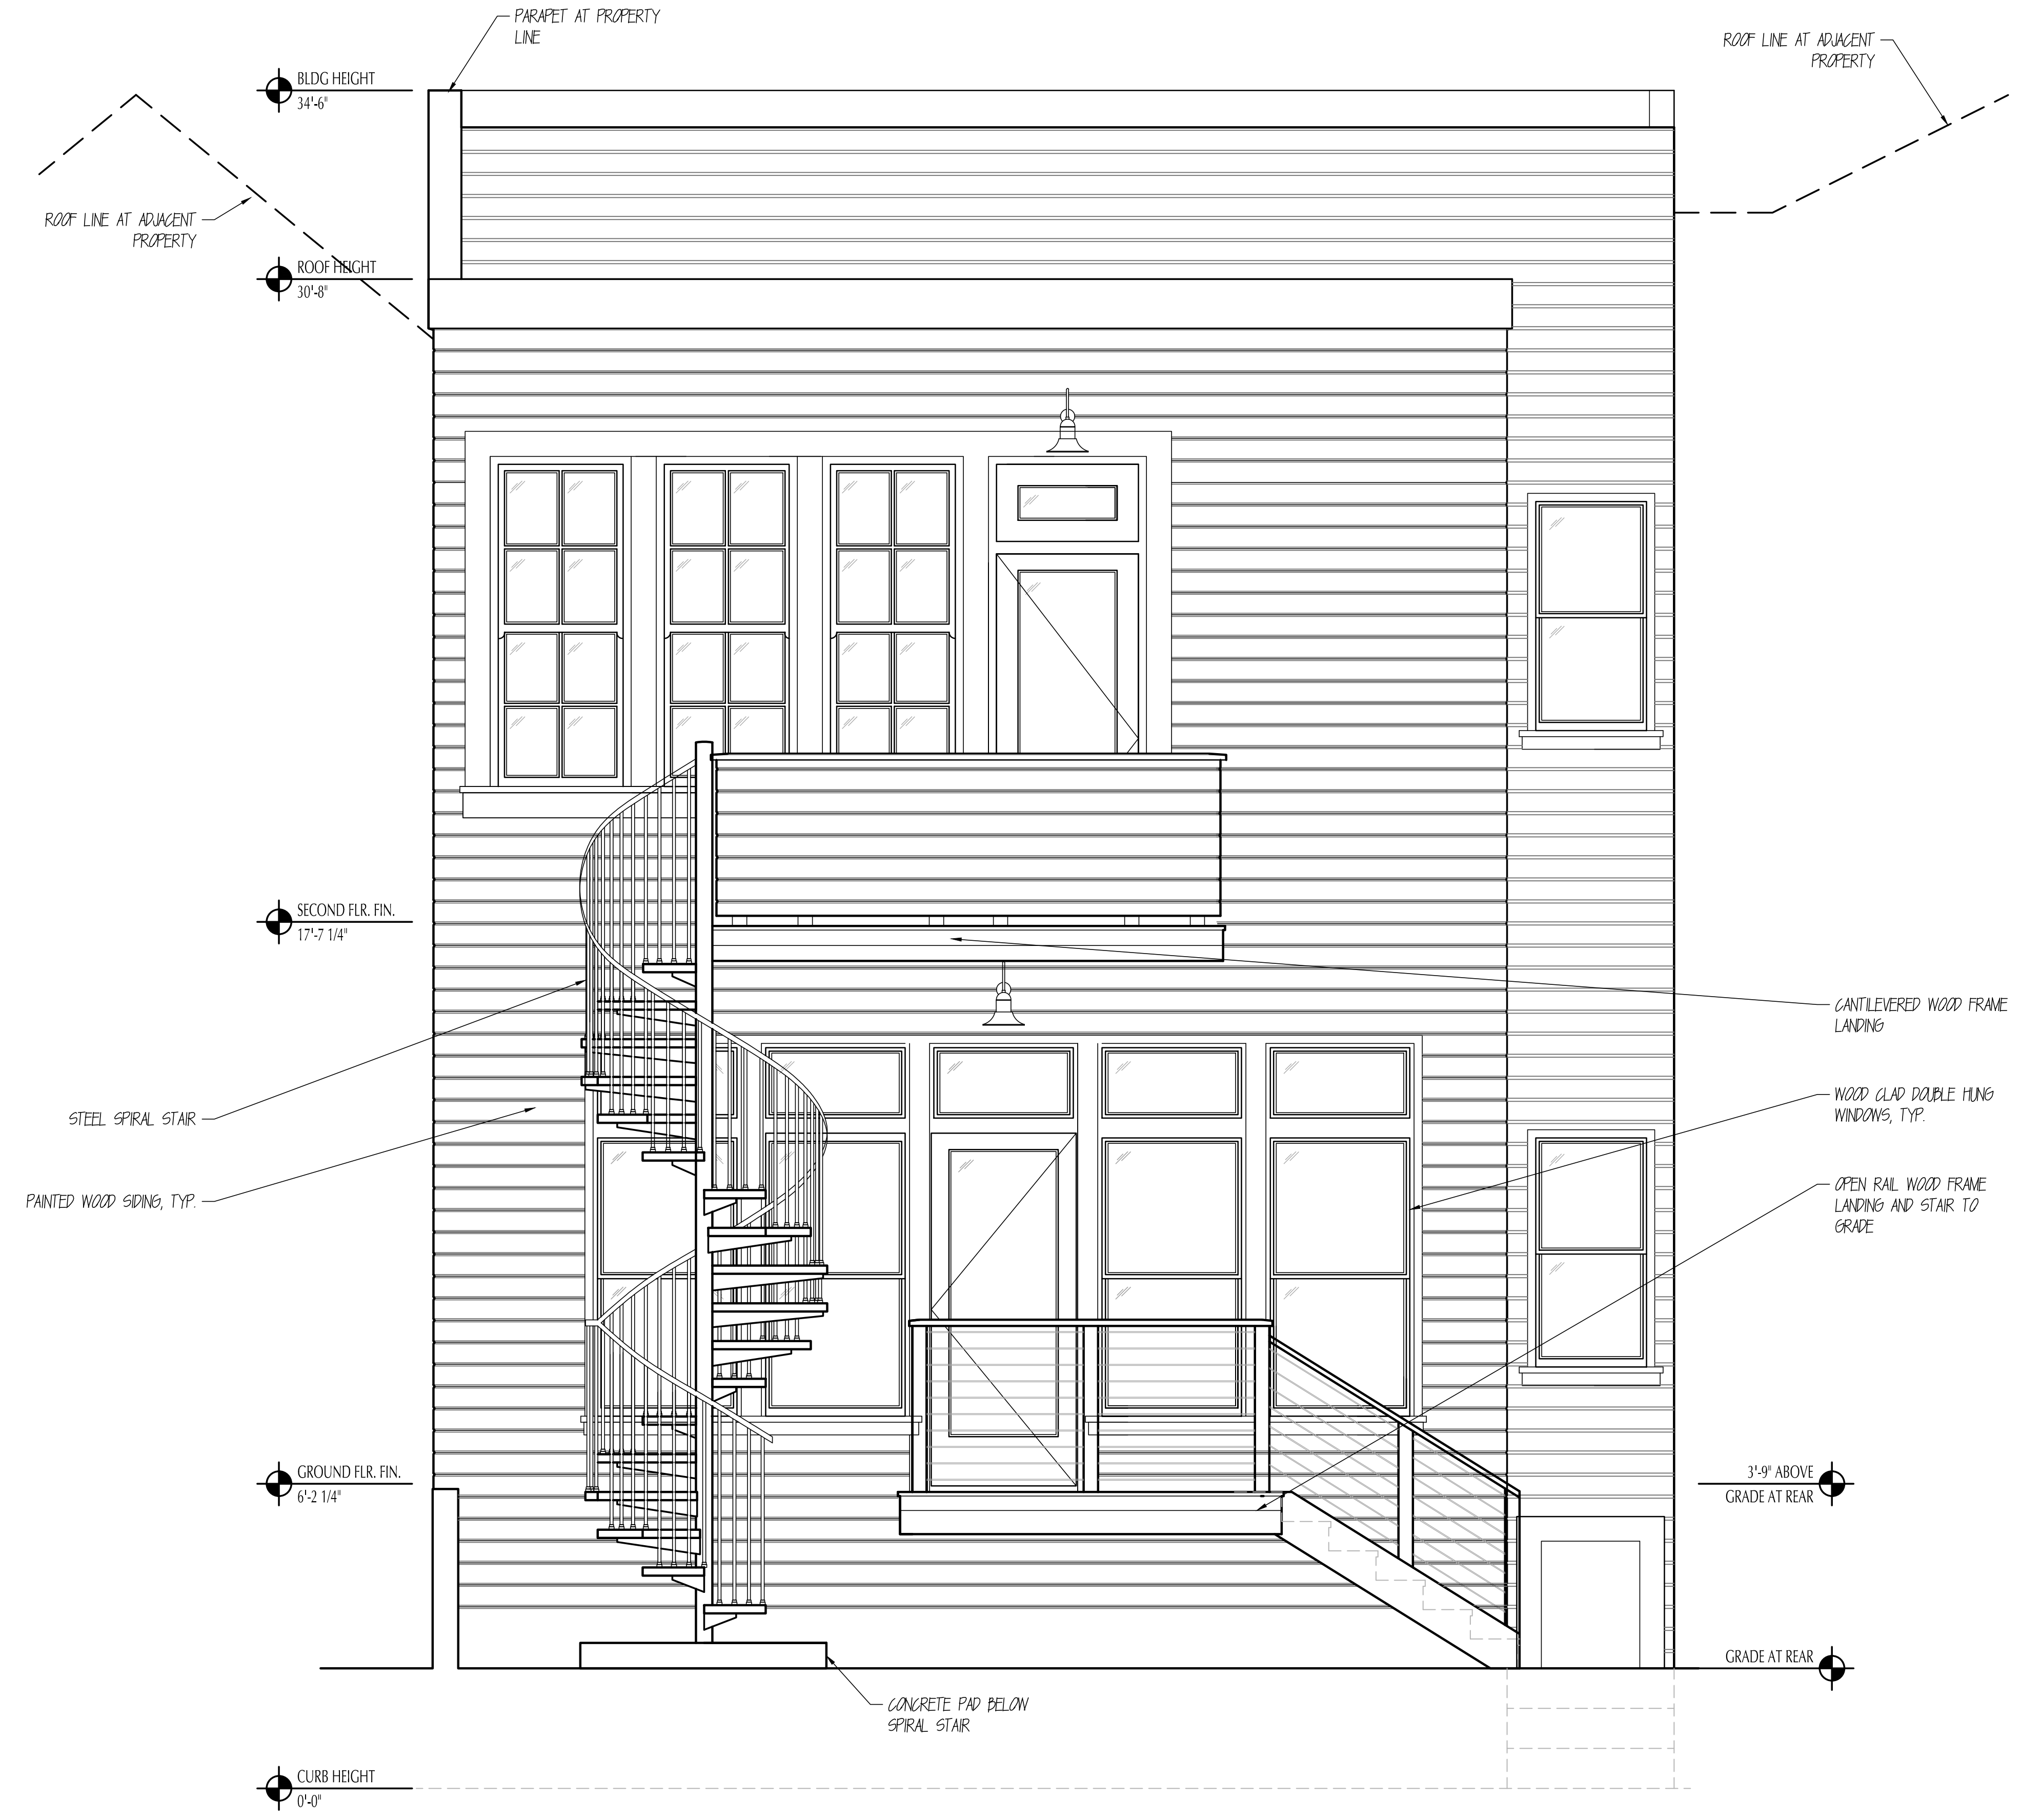 PARAPET AT PROPERTY
LINE
ROOF LINE AT ADJACENT
PROPERTY
BLDG HEIGHT
34'-6"
ROOF LINE AT ADJACENT
PROPERTY
ROOF HEIGHT
30'-8"
SECOND FLR. FIN.
17'-7 1/4"
CANTILEVERED WOOD FRAME
LANDING
WOOD CLAD DOUBLE HUNG
WINDOWS, TYP.
STEEL SPIRAL STAIR
OPEN RAIL WOOD FRAME
LANDING AND STAIR TO
GRADE
PAINTED WOOD SIDING, TYP.
GROUND FLR. FIN.
6'-2 1/4"
3'-9" ABOVE
GRADE AT REAR
GRADE AT REAR
CONCRETE PAD BELOW
SPIRAL STAIR
CURB HEIGHT
0'-0"